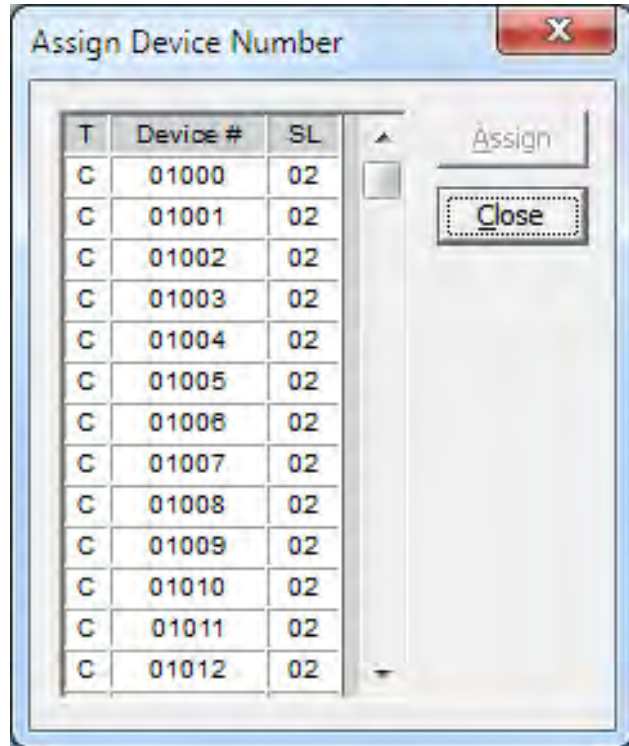 Assign Device Number
T Device # SL
C 01000 02
C 01001 02
C 01002 02
C 01003 02
C 01004 02
C 01005 02
C 01006 02
C 01007 02
C 01008 02
C 01009 02
C 01010 02
C 01011 02
C 01012 02
Assign
Close